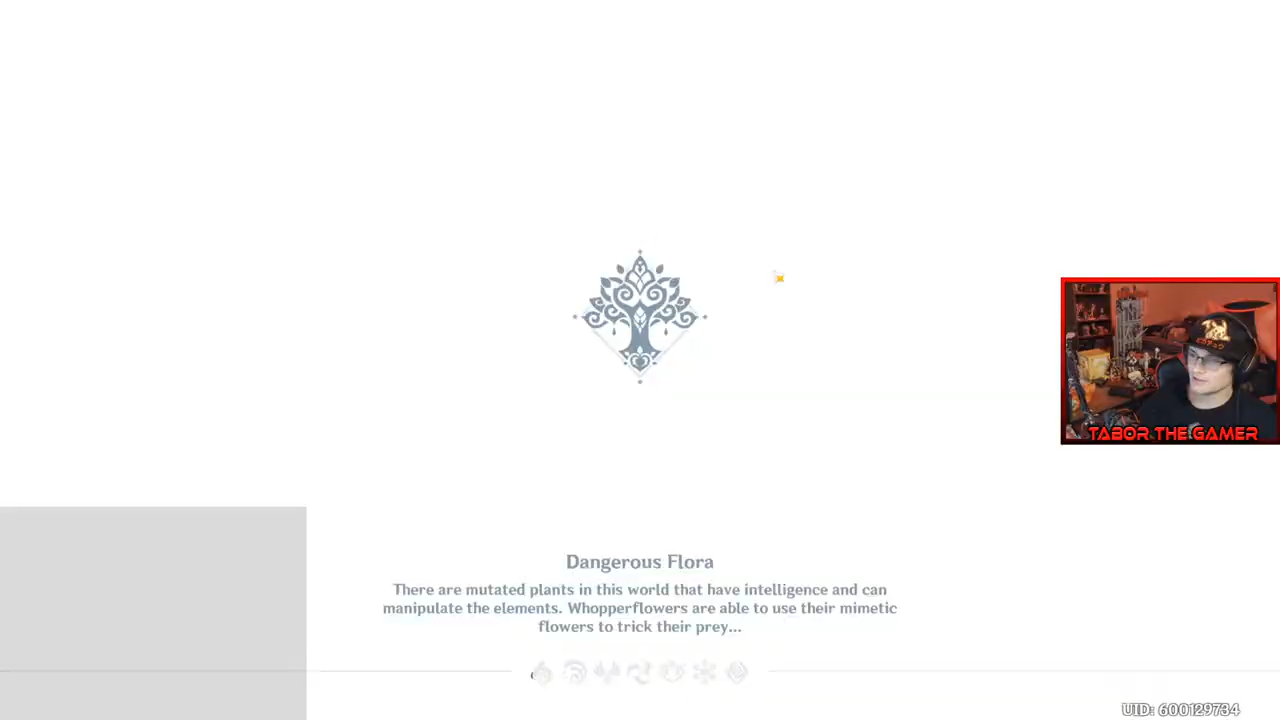 TABOR THE GAMER
Dangerous Flora
There are mutated plants in this world that have intelligence and can
manipulate the elements. Whopperflowers are able to use their mimetic
flowers to trick their prey...
UID: 600129734